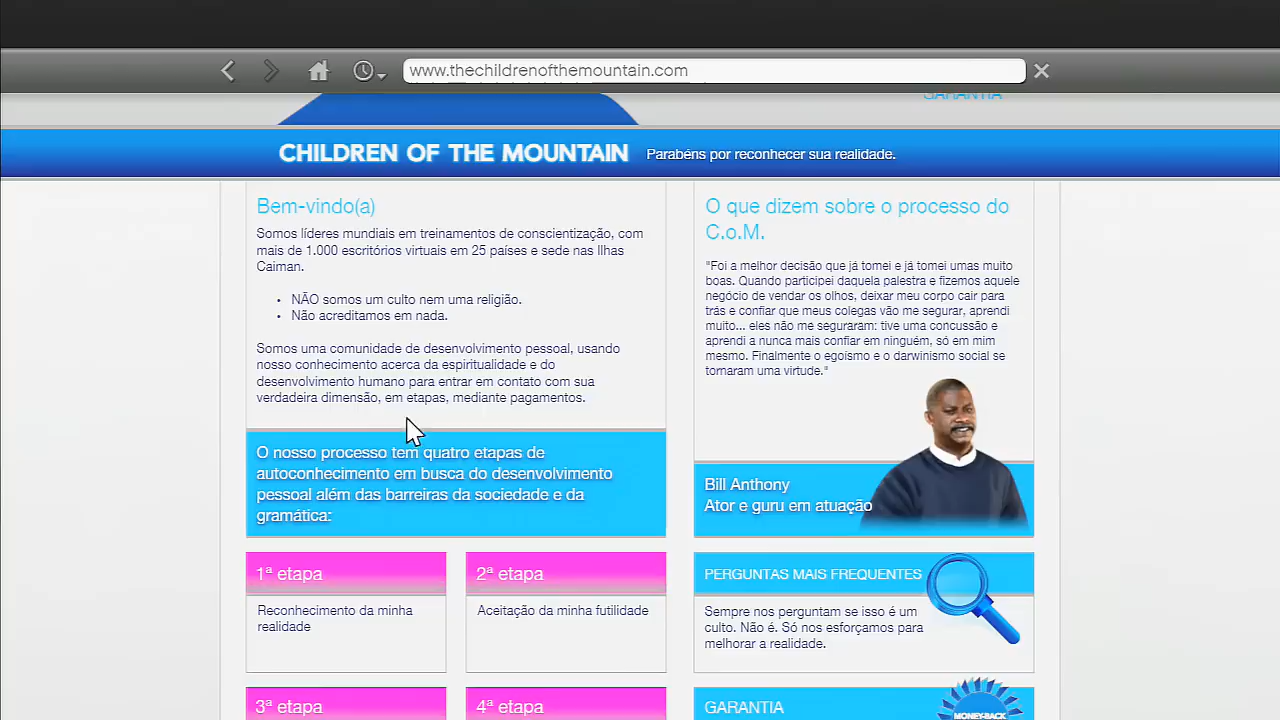 www.thechildrenofthemountain.com
GARANTIA
CHILDREN OF THE MOUNTAIN
Parabéns por reconhecer sua realidade.
Bem-vindo(a)
Somos líderes mundiais em treinamentos de conscientização, com
mais de 1.000 escritórios virtuais em 25 países e sede nas Ilhas
Caiman.
• NÃO somos um culto nem uma religião.
• Não acreditamos em nada.
Somos uma comunidade de desenvolvimento pessoal, usando
nosso conhecimento acerca da espiritualidade e do
desenvolvimento humano para entrar em contato com sua
verdadeira dimensão, em etapas, mediante pagamentos.
O nosso processo tem quatro etapas de
autoconhecimento em busca do desenvolvimento
pessoal além das barreiras da sociedade e da
gramática:
1ª etapa
Reconhecimento da minha
realidade
2ª etapa
Aceitação da minha futilidade
3ª etapa
4ª etapa
O que dizem sobre o processo do
C.o.M.
"Foi a melhor decisão que já tomei e já tomei umas muito
boas. Quando participei daquela palestra e fizemos aquele
negócio de vendar os olhos, deixar meu corpo cair para
trás e confiar que meus colegas vão me segurar, aprendi
muito... eles não me seguraram: tive uma concussão e
aprendi a nunca mais confiar em ninguém, só em mim
mesmo. Finalmente o egoísmo e o darwinismo social se
tornaram uma virtude."
Bill Anthony
Ator e guru em atuação
PERGUNTAS MAIS FREQUENTES
Sempre nos perguntam se isso é um
culto. Não é. Só nos esforçamos para
melhorar a realidade.
GARANTIA
MONEY-BACK